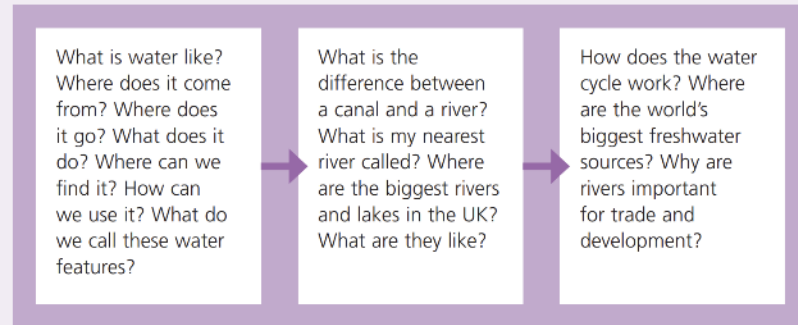 What is water like?
Where does it come
from? Where does
it go? What does it
do? Where can we
find it? How can
we use it? What do
we call these water
features?
What is the
difference between
a canal and a river?
What is my nearest
river called? Where
are the biggest rivers
and lakes in the UK?
What are they like?
How does the water
cycle work? Where
are the world’s
biggest freshwater
sources? Why are
rivers important
for trade and
development?